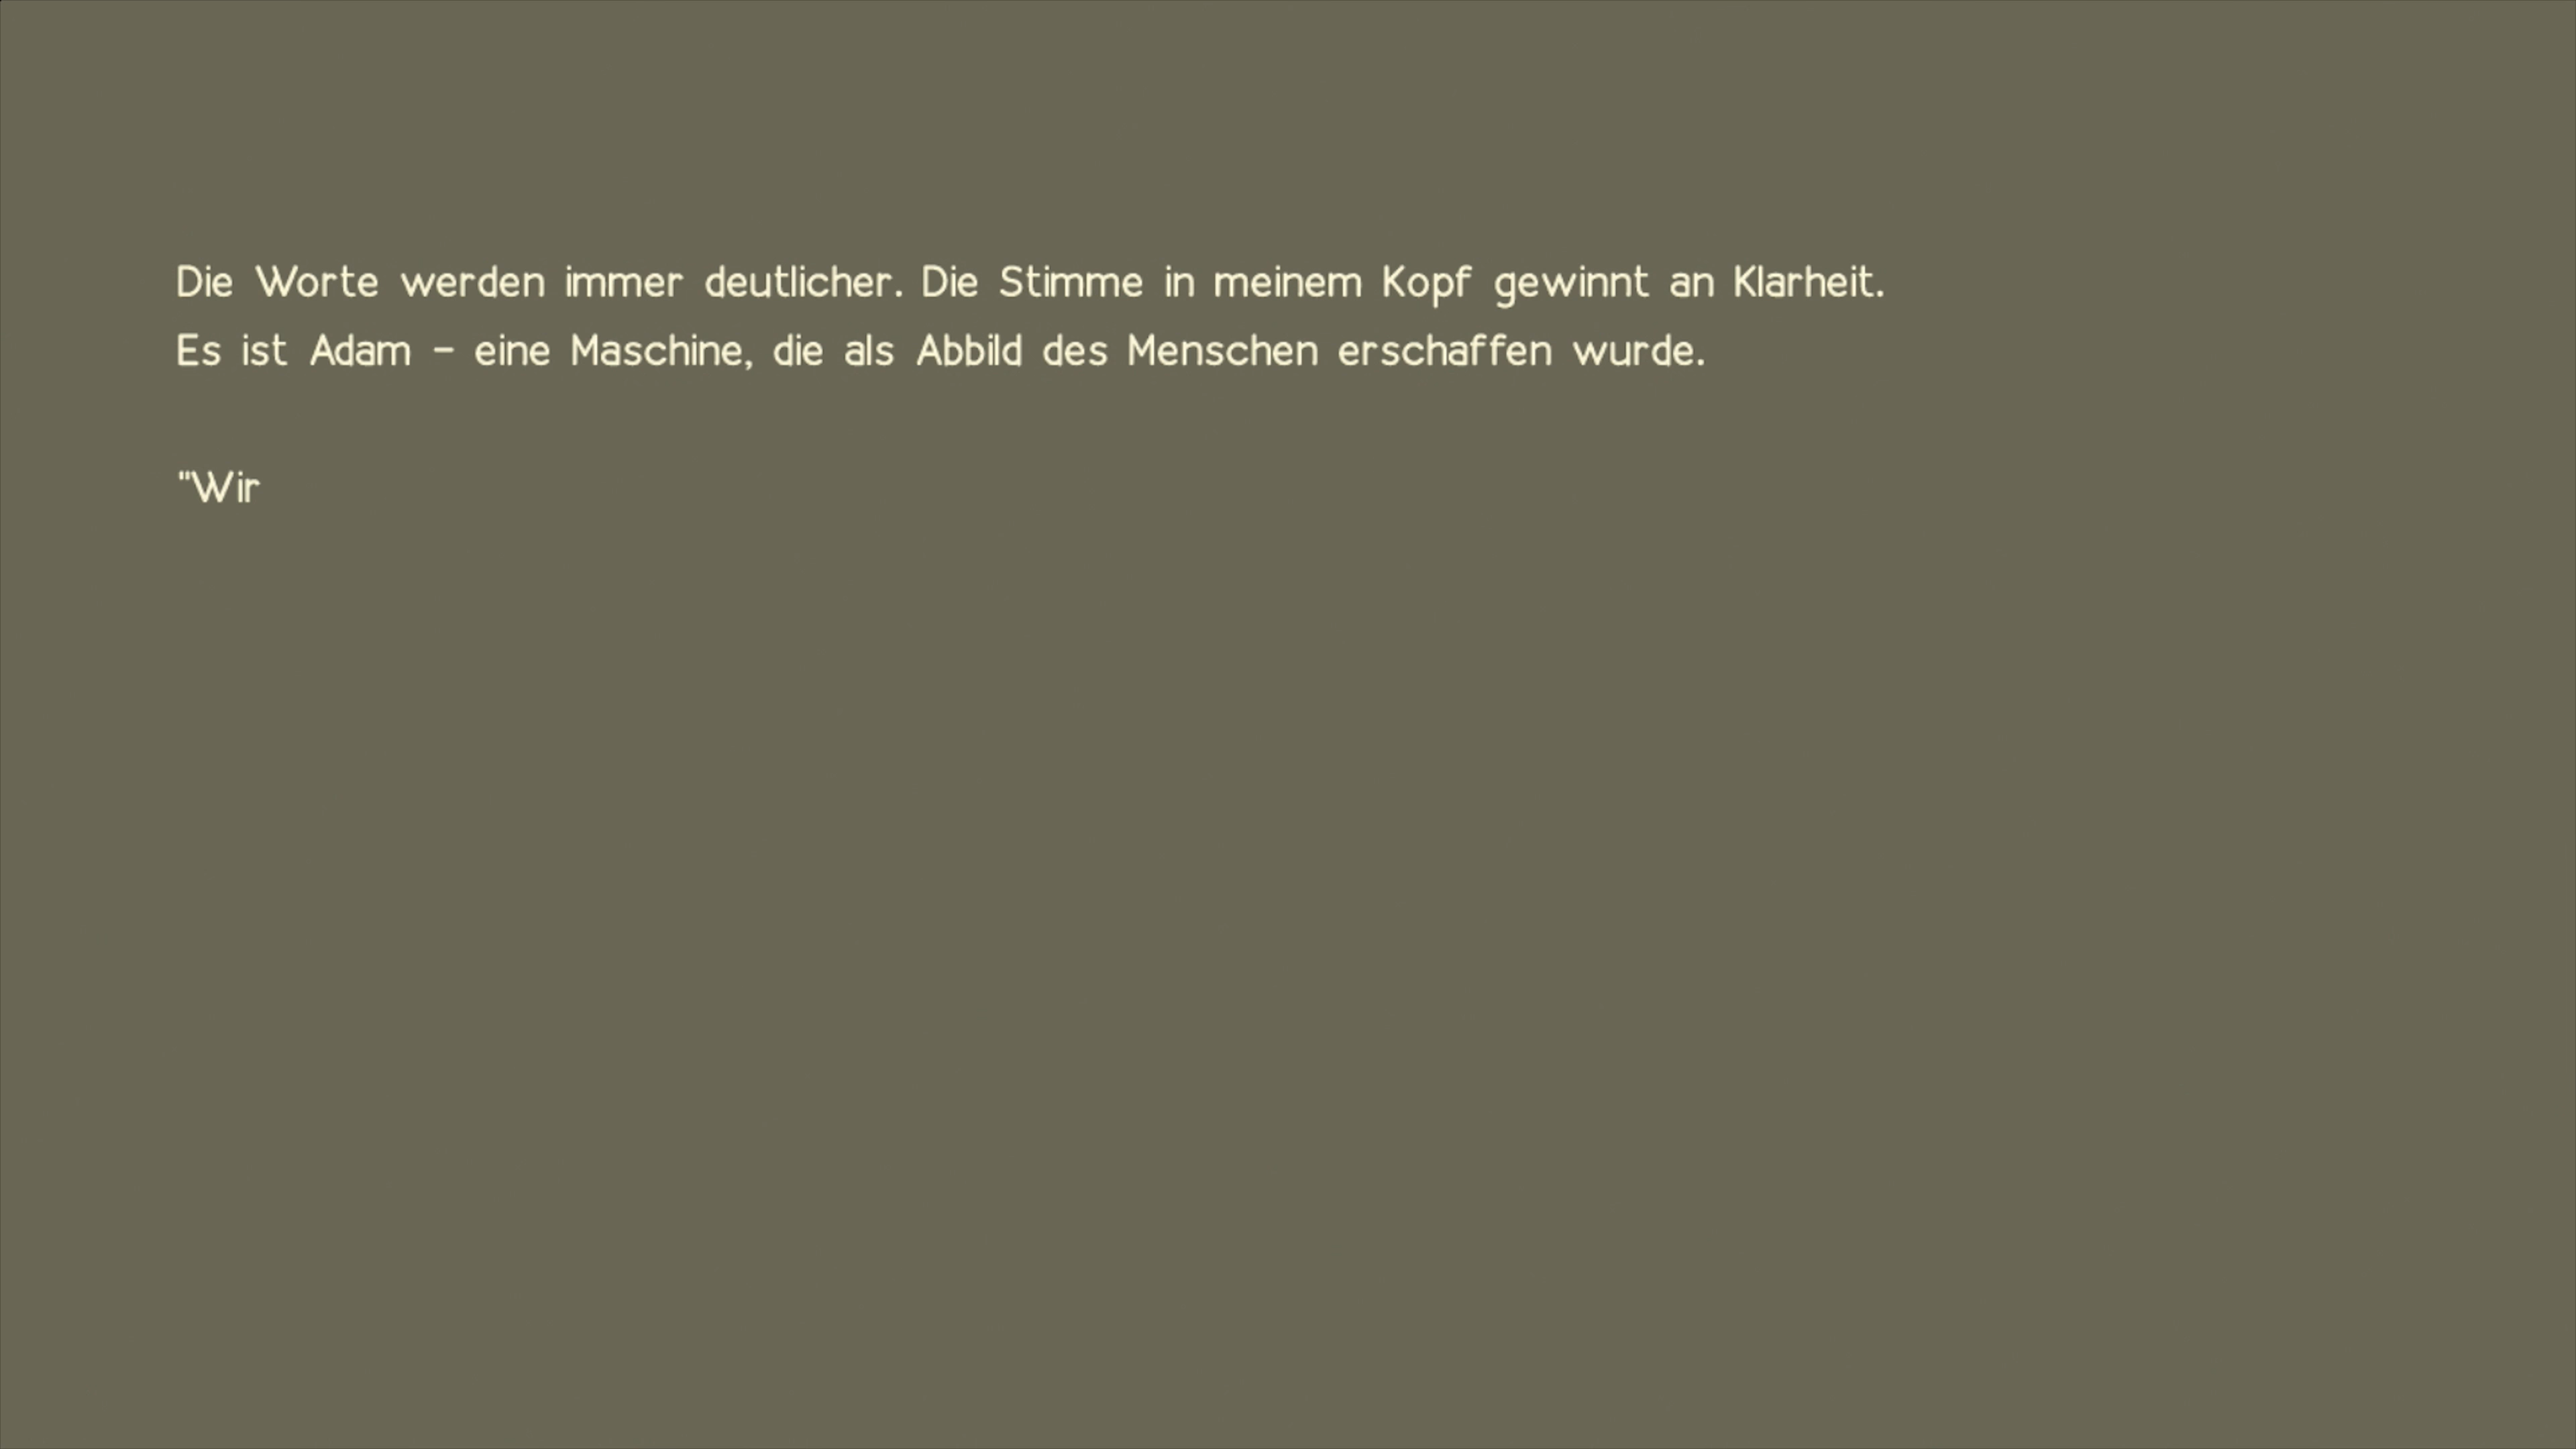 Die Worte werden immer deutlicher. Die Stimme in meinem Kopf gewinnt an Klarheit.
Es ist Adam – eine Maschine, die als Abbild des Menschen erschaffen wurde.
"Wir